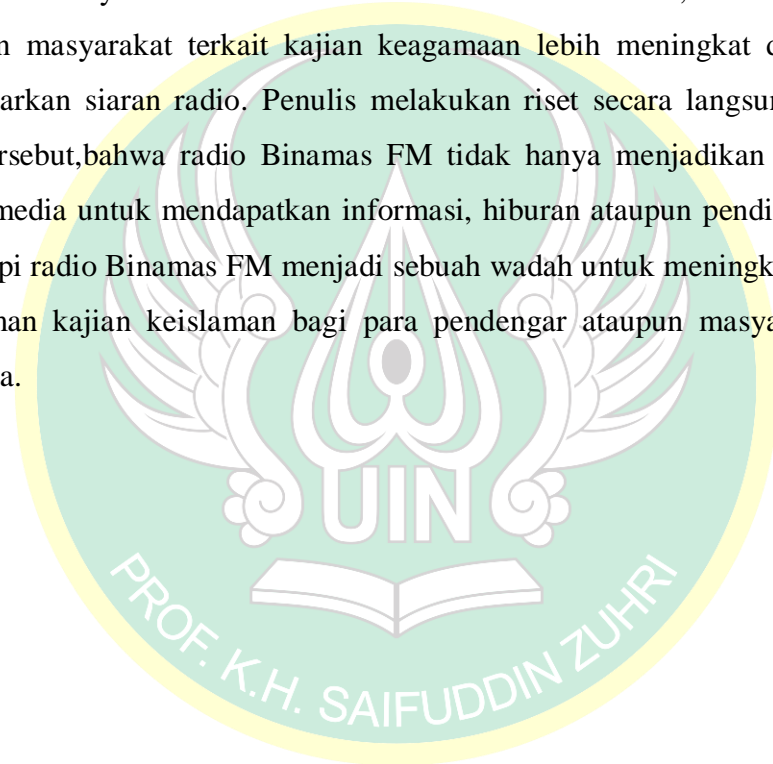 n masyarakat terkait kajian keagamaan lebih meningkat d
arkan siaran radio. Penulis melakukan riset secara langsu
rsebut,bahwa radio Binamas FM tidak hanya menjadikan
media untuk mendapatkan informasi, hiburan ataupun pendi
pi radio Binamas FM menjadi sebuah wadah untuk meningk
nan kajian keislaman bagi para pendengar ataupun masya
a.
UIN
PROF. K.H. SAIFUDDIN ZUHRI